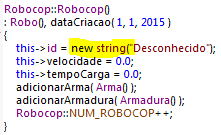 Robocop::Robocop()
: Robo(), dataCriacao( 1, 1, 2015 )
{
this->id = new string("Desconhecido");
this->velocidade = 0.0;
this->tempoCarga = 0.0;
adicionarArma( Arma() );
adicionarArmadura( Armadura() );
Robocop::NUM_ROBOCOP++;